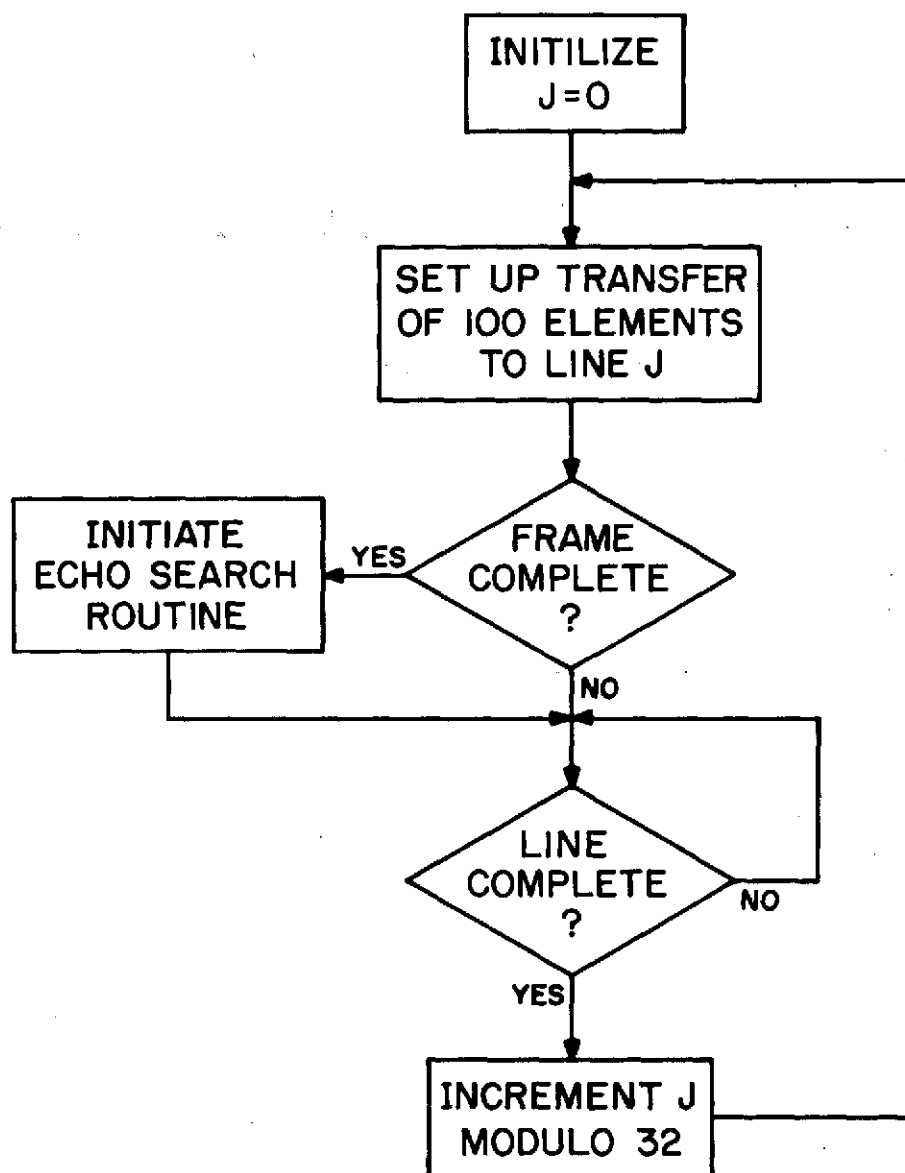 INITILIZE
J=0
SET UP TRANSFER
OF 100 ELEMENTS
TO LINE J
FRAME
COMPLETE
?
YES
INITIATE
ECHO SEARCH
ROUTINE
NO
LINE
COMPLETE
?
NO
YES
INCREMENT J
MODULO 32